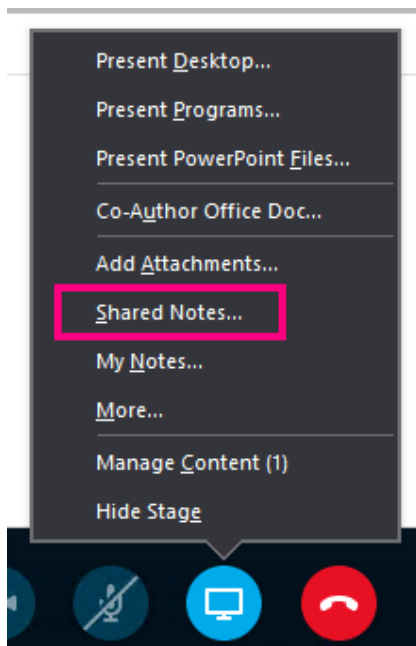 Present Desktop...
Present Programs...
Present PowerPoint Files...
Co-Author Office Doc...
Add Attachments...
Shared Notes...
My Notes...
More...
Manage Content (1)
Hide Stage